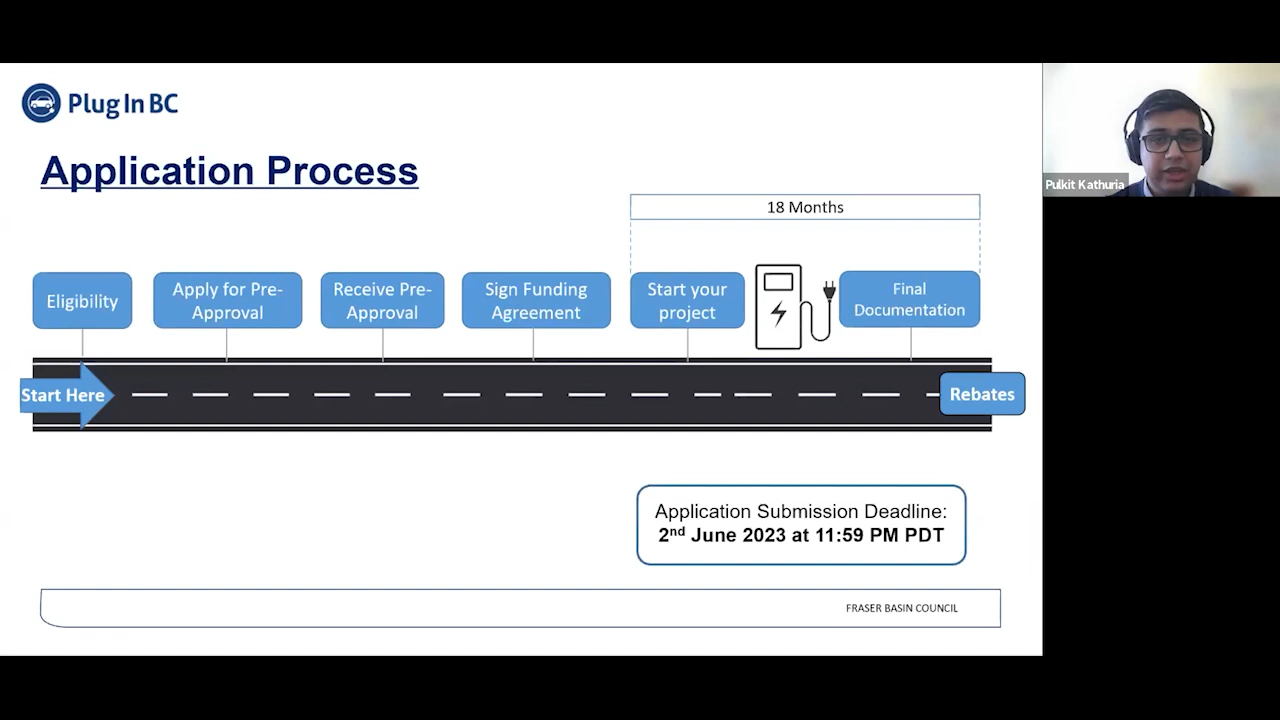 Plug In BC
Application Process
18 Months
Eligibility
Apply for Pre-
Approval
Receive Pre-
Approval
Sign Funding
Agreement
Start your
project
Final
Documentation
Start Here
Rebates
Application Submission Deadline:
2nd June 2023 at 11:59 PM PDT
FRASER BASIN COUNCIL
Pulkit Kathuria